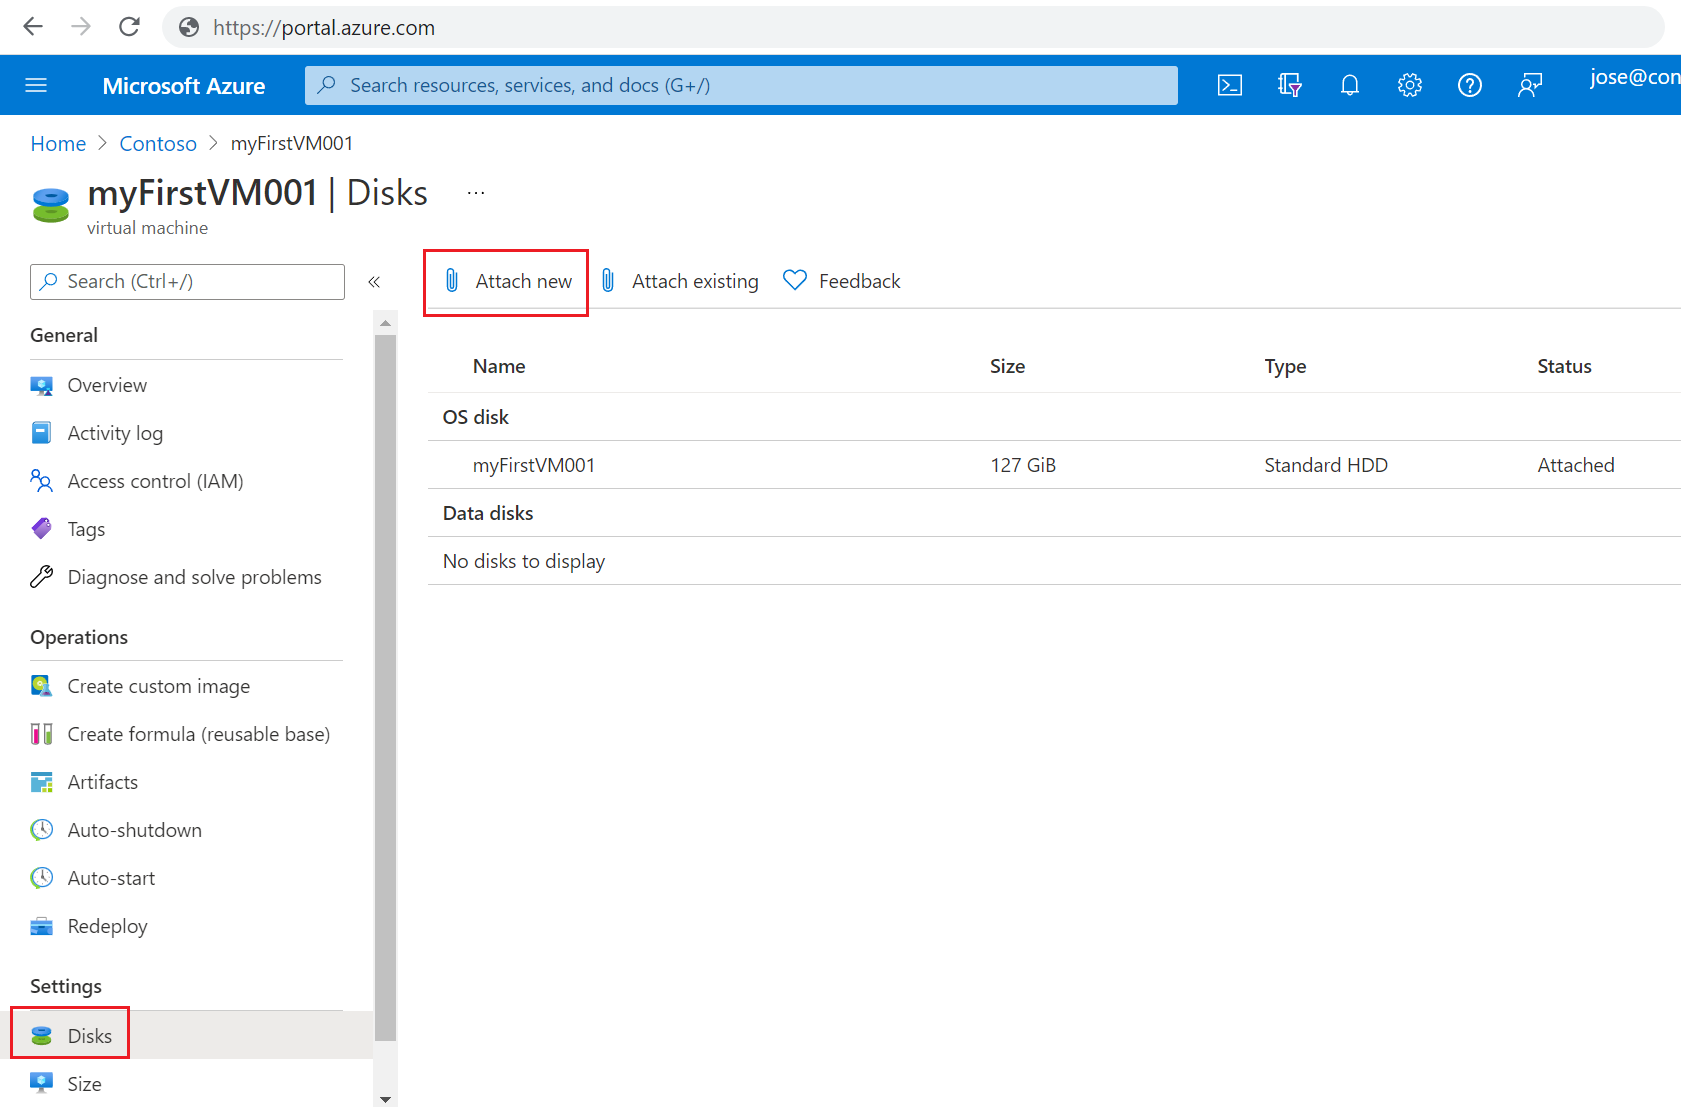 https://portal.azure.com
Microsoft Azure
Search resources, services, and docs (G+/)
jose@con
Home > Contoso > myFirstVM001
myFirstVM001 | Disks ...
virtual machine
Search (Ctrl+/)
«
Attach new
Attach existing
Feedback
General
Overview
Activity log
Access control (IAM)
Tags
Diagnose and solve problems
Operations
Create custom image
Create formula (reusable base)
Artifacts
Auto-shutdown
Auto-start
Redeploy
Settings
Disks
Size
Name Size Type Status
OS disk
myFirstVM001 127 GiB Standard HDD Attached
Data disks
No disks to display